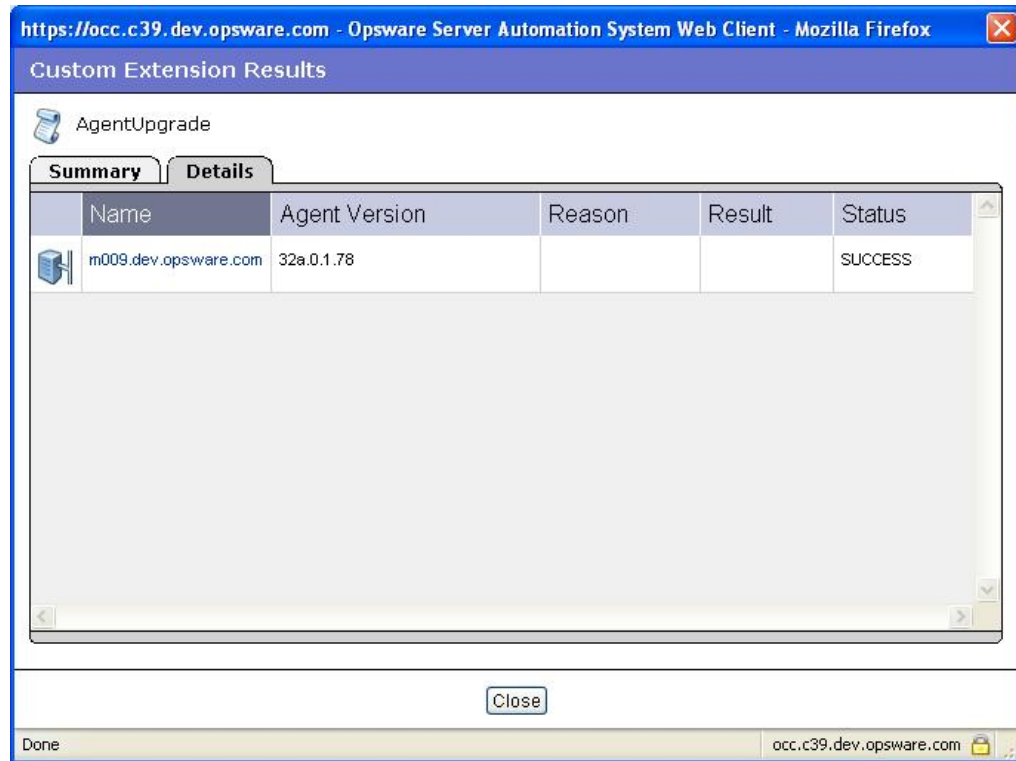 https://occ.c39.dev.opsware.com - Opsware Server Automation System Web Client - Mozilla Firefox
Custom Extension Results
AgentUpgrade
Summary Details
Name Agent Version Reason Result Status
m009.dev.opsware.com 32a.0.1.78 SUCCESS
Close
Done occ.c39.dev.opsware.com